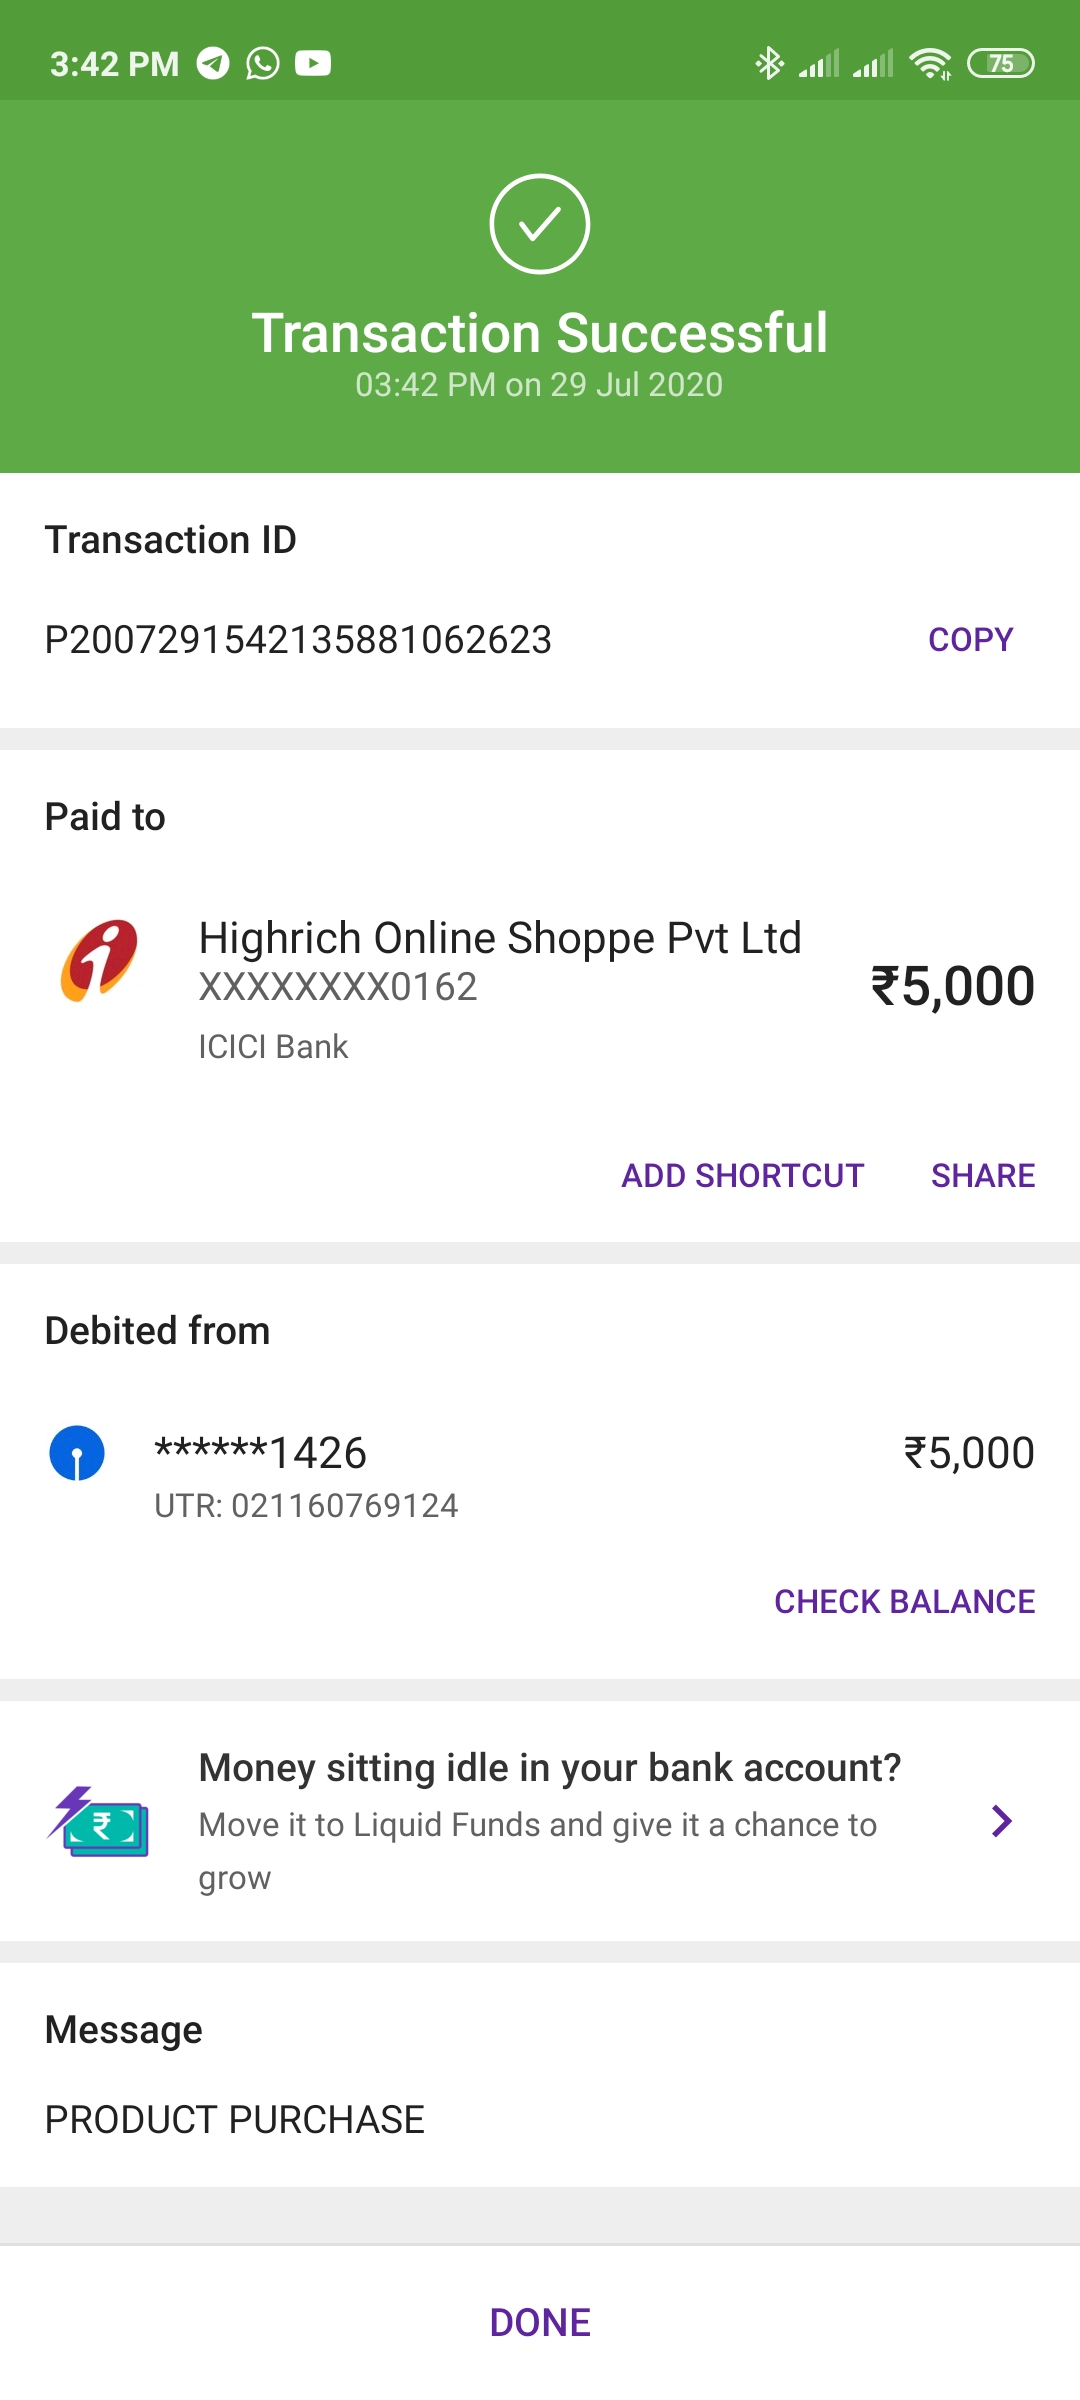 3:42 PM
75
Transaction Successful
03:42 PM on 29 Jul 2020
Transaction ID
P2007291542135881062623
COPY
Paid to
Highrich Online Shoppe Pvt Ltd
XXXXXXXX0162
₹5,000
ICICI Bank
ADD SHORTCUT SHARE
Debited from
******1426
₹5,000
UTR: 021160769124
CHECK BALANCE
Money sitting idle in your bank account?
Move it to Liquid Funds and give it a chance to
grow
Message
PRODUCT PURCHASE
DONE